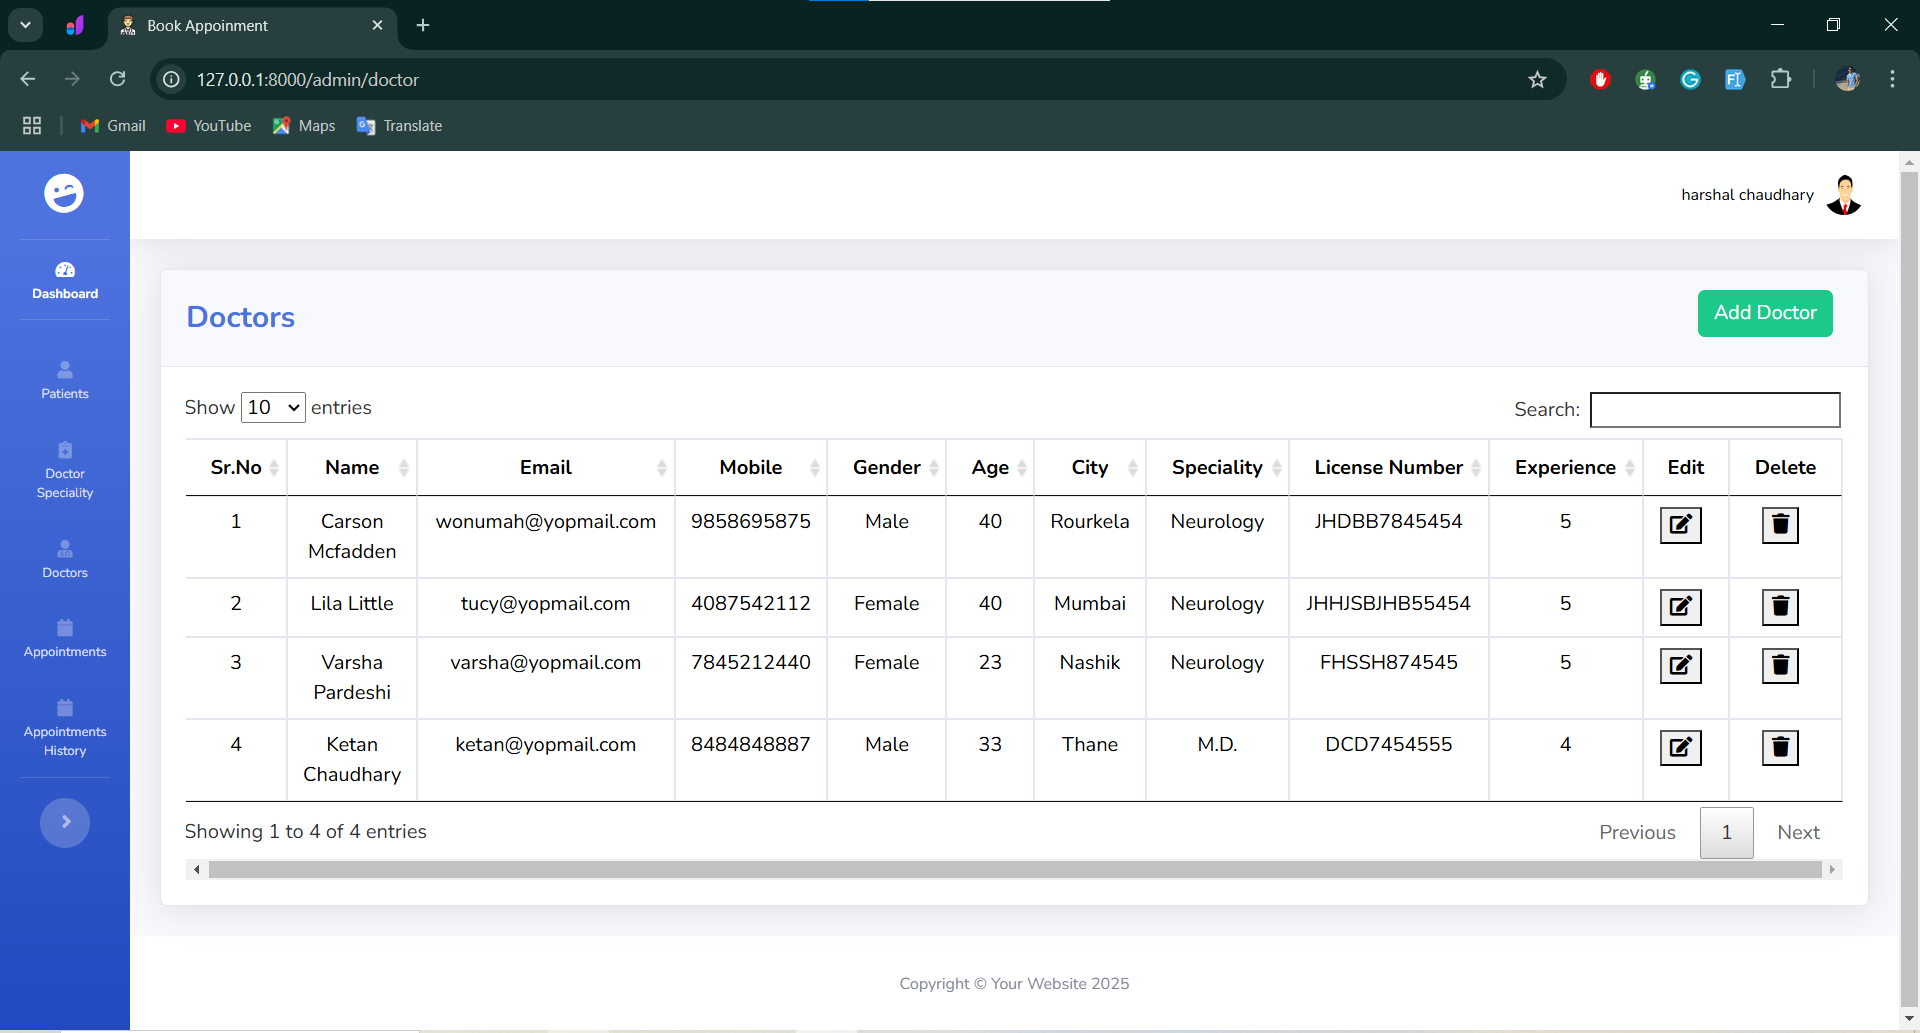 Book Appoinment
127.0.0.1:8000/admin/doctor
Gmail YouTube Maps Translate
harshal chaudhary
Dashboard
Patients
Doctor
Speciality
Doctors
Appointments
Appointments
History
Doctors Add Doctor
Show 10 entries Search:
Sr.No Name Email Mobile Gender Age City Speciality License Number Experience Edit Delete
1 Carson Mcfadden wonumah@yopmail.com 9858695875 Male 40 Rourkela Neurology JHDBB7845454 5
2 Lila Little tucy@yopmail.com 4087542112 Female 40 Mumbai Neurology JHHJSBJHB55454 5
3 Varsha Pardeshi varsha@yopmail.com 7845212440 Female 23 Nashik Neurology FHSSH874545 5
4 Ketan Chaudhary ketan@yopmail.com 8484848887 Male 33 Thane M.D. DCD7454555 4
Showing 1 to 4 of 4 entries Previous 1 Next
Copyright © Your Website 2025